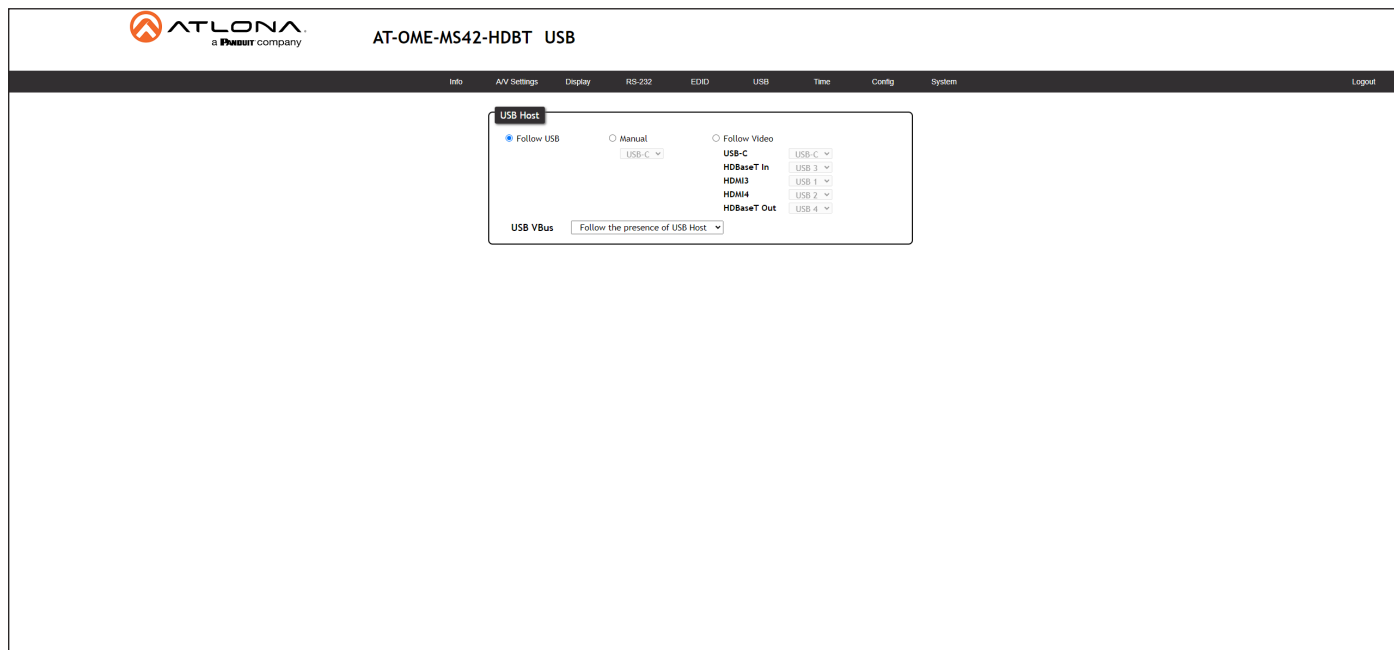 ATLONA.
a PANDUIT company
AT-OME-MS42-HDBT USB
Info A/V Settings Display RS-232 EDID USB Time Config System Logout
USB Host
Follow USB Manual Follow Video
USB-C USB-C USB-C
HDBaseT In USB 3
HDMI3 USB 1
HDMI4 USB 2
HDBaseT Out USB 4
USB VBus Follow the presence of USB Host